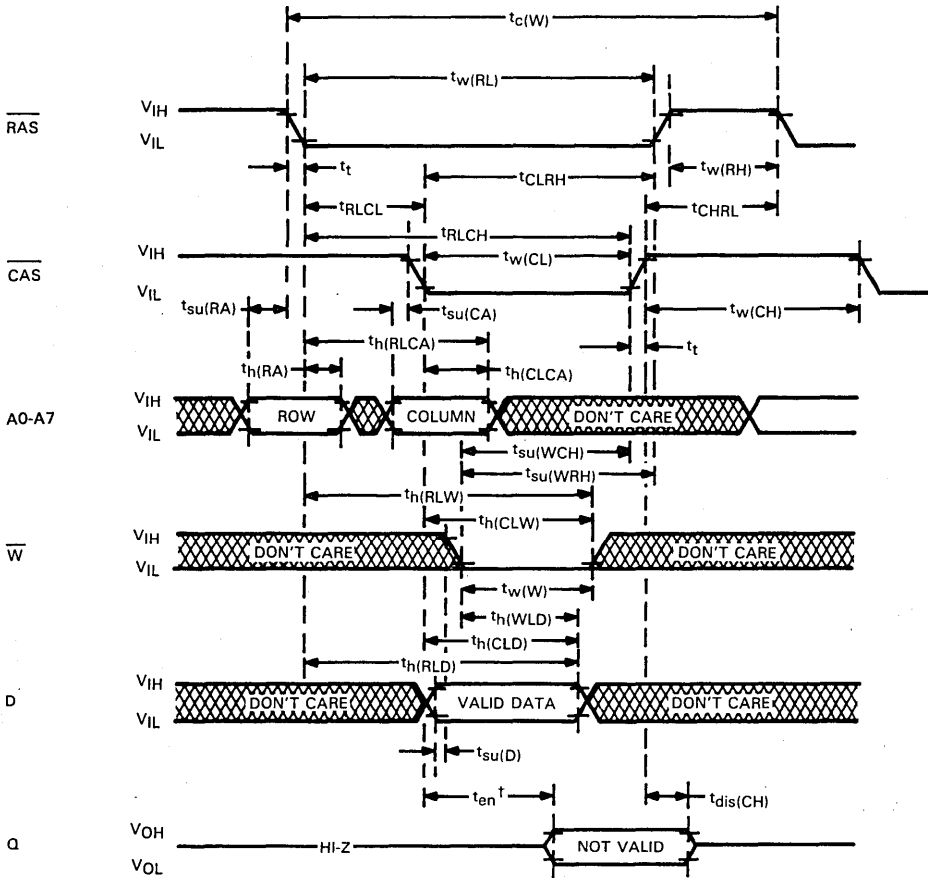 tc(W)
tw(RL)
RAS
VIH
VIL
tt
tw(RH)
tCLRH
tRLCL
tCHRL
tRLCH
CAS
VIH
VIL
tw(CL)
tsu(RA)
tsu(CA)
tw(CH)
th(RLCA)
tt
th(RA)
th(CLCA)
A0-A7
VIH
VIL
ROW
COLUMN
DON'T CARE
tsu(WCH)
tsu(WRH)
th(RLW)
th(CLW)
W
VIH
VIL
DON'T CARE
DON'T CARE
tw(W)
th(WLD)
th(CLD)
th(RLD)
D
VIH
VIL
DON'T CARE
VALID DATA
DON'T CARE
tsu(D)
ten†
tdis(CH)
Q
VOH
VOL
HI-Z
NOT VALID